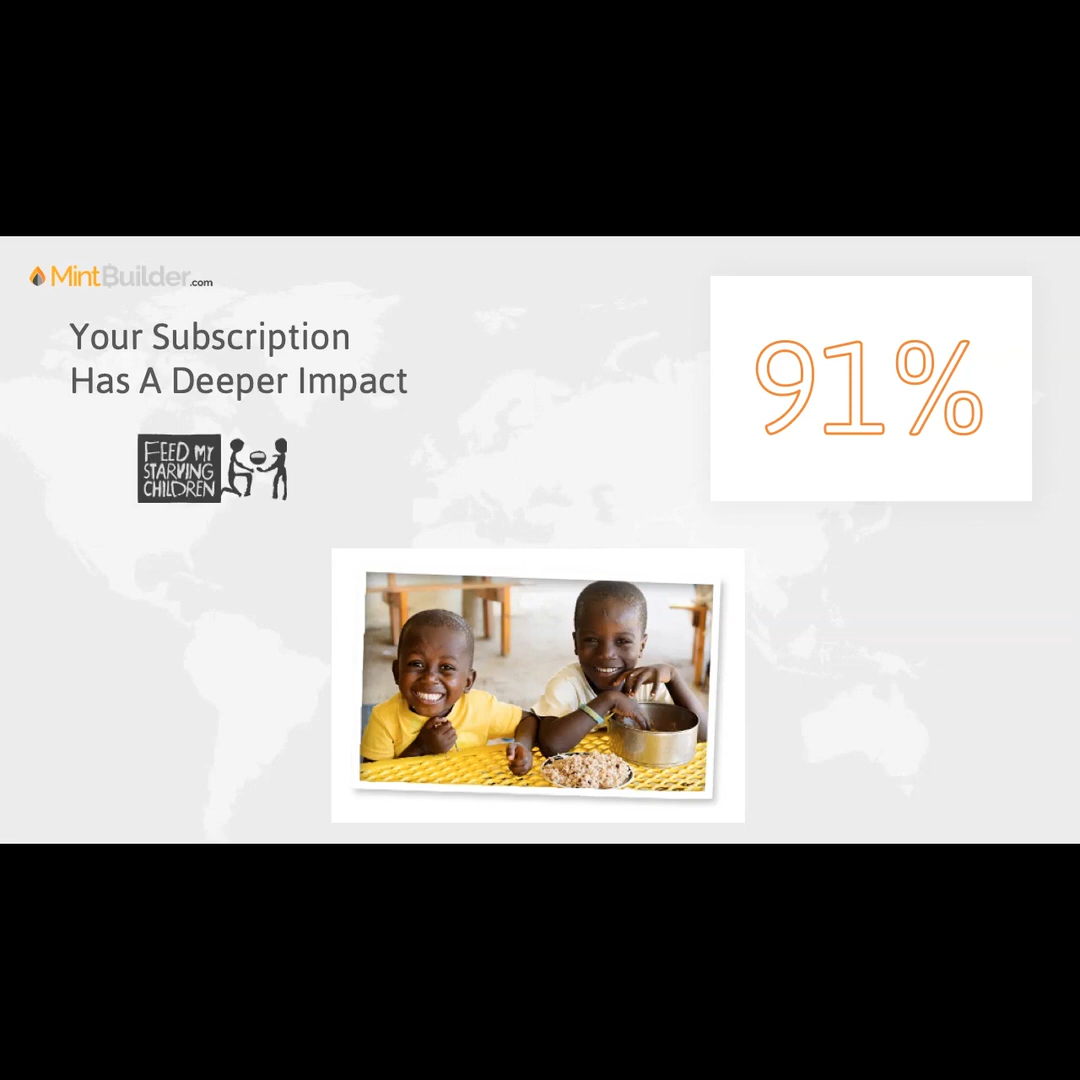 MintBuilder.com
Your Subscription
Has A Deeper Impact
FEED MY
STARVING
CHILDREN
91%